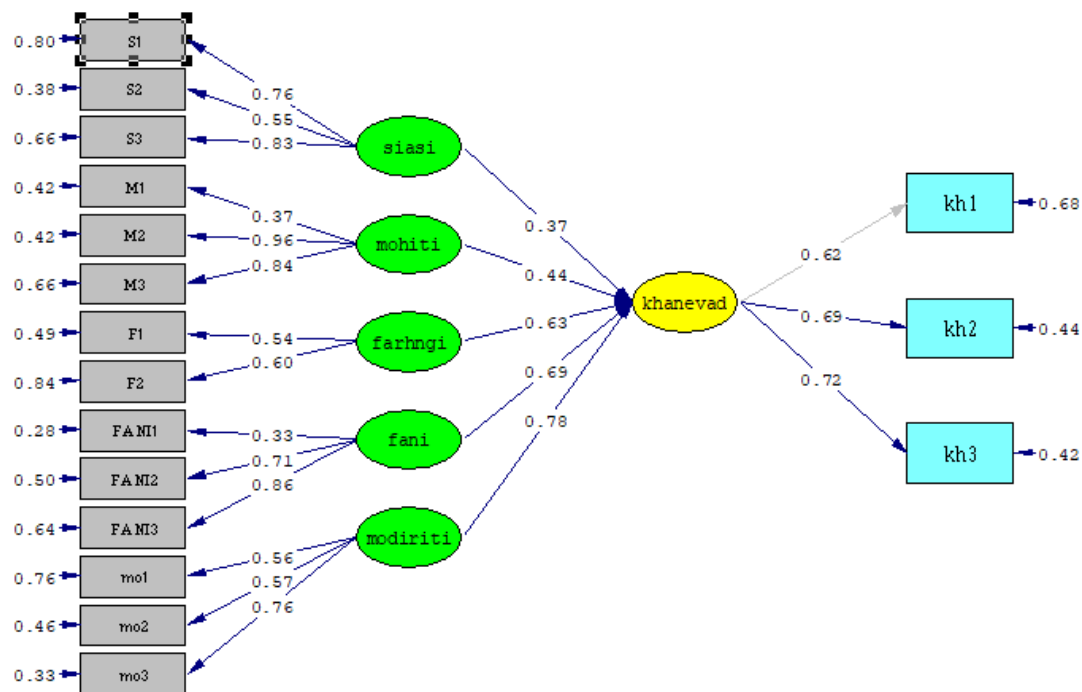 0.80 S1
0.38 S2
0.66 S3
0.42 M1
0.42 M2
0.66 M3
0.49 F1
0.84 F2
0.28 FANI1
0.50 FANI2
0.64 FANI3
0.76 mo1
0.46 mo2
0.33 mo3
0.76
0.55
0.83
0.37
0.96
0.84
0.54
0.60
0.33
0.71
0.86
0.56
0.57
0.76
siasi
mohiti
farhngi
fani
modiriti
0.37
0.44
0.63
0.69
0.78
khanevad
0.62
0.69
0.72
kh1 0.68
kh2 0.44
kh3 0.42